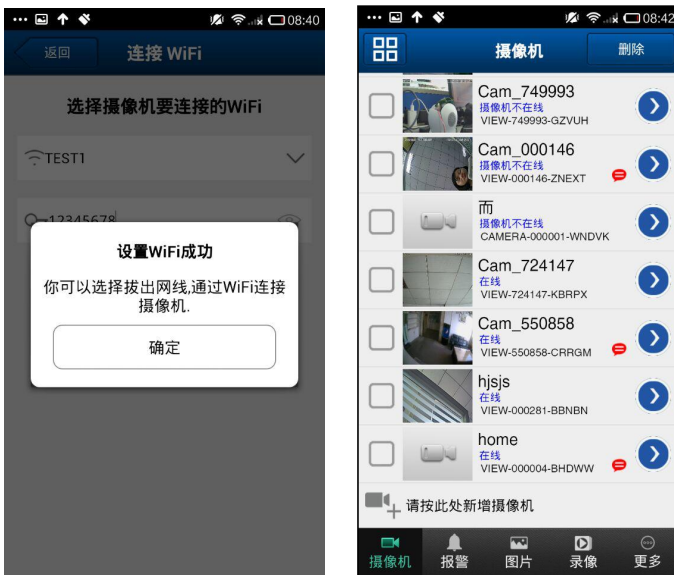 08:40
返回
连接 WiFi
选择摄像机要连接的WiFi
TEST1
12345678
设置WiFi成功
你可以选择拔出网线,通过WiFi连接
摄像机.
确定
08:42
摄像机
删除
Cam_749993
摄像机不在线
VIEW-749993-GZVUH
Cam_000146
摄像机不在线
VIEW-000146-ZNEXT
而
摄像机不在线
CAMERA-000001-WNDVK
Cam_724147
在线
VIEW-724147-KBRPX
Cam_550858
在线
VIEW-550858-CRRGM
hjsjs
在线
VIEW-000281-BBNBN
home
在线
VIEW-000004-BHDWW
请按此处新增摄像机
摄像机
报警
图片
录像
更多